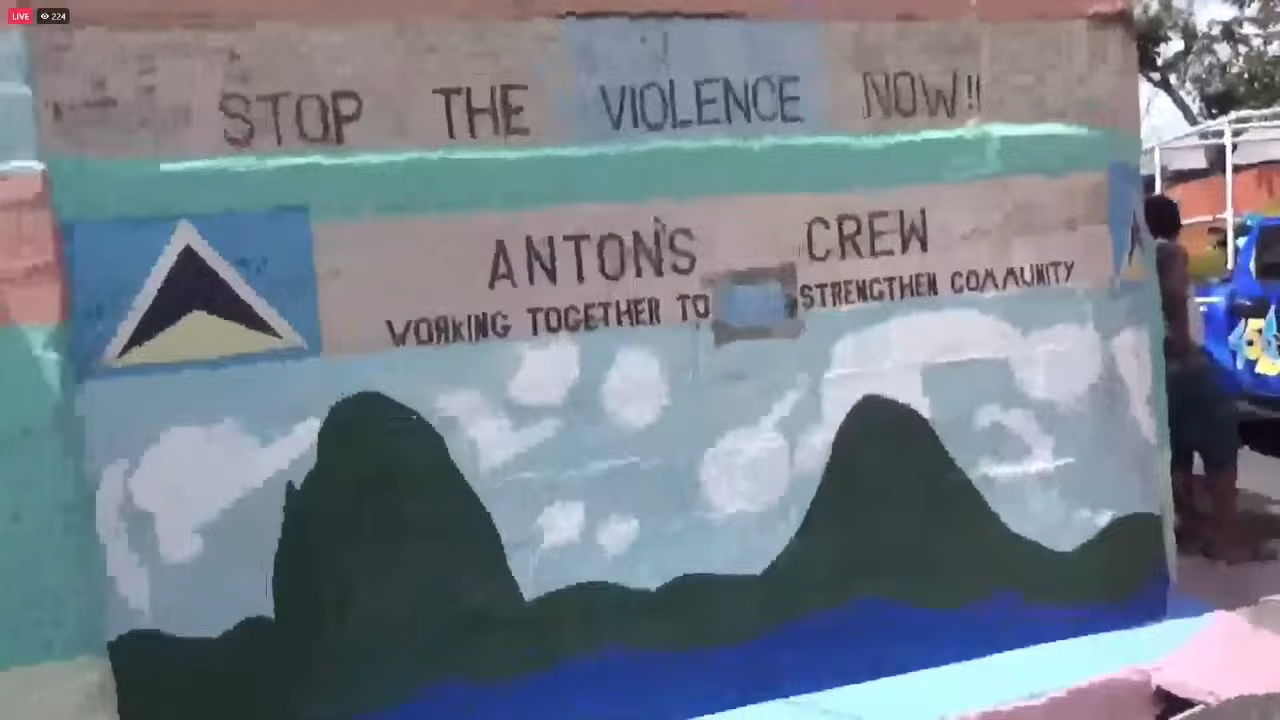 LIVE 224
STOP THE VIOLENCE NOW!!
ANTON'S CREW
WORKING TOGETHER TO STRENGTHEN COMMUNITY